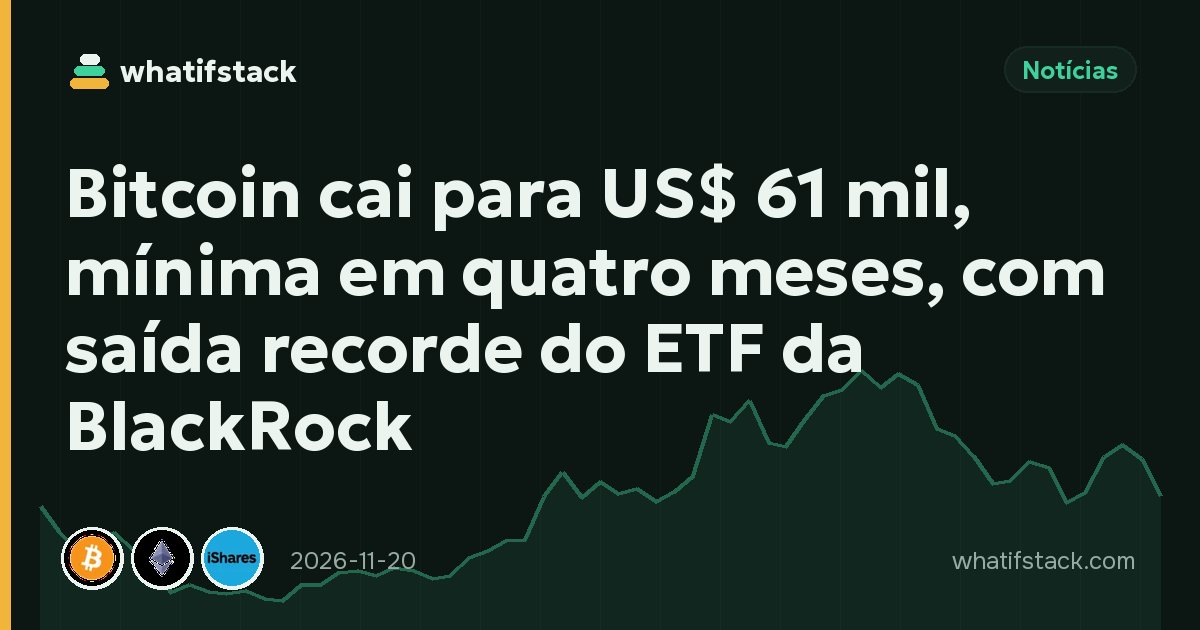 whatifstack
Notícias
Bitcoin cai para US$ 61 mil,
mínima em quatro meses, com
saída recorde do ETF da
BlackRock
iShares
2026-11-20
whatifstack.com